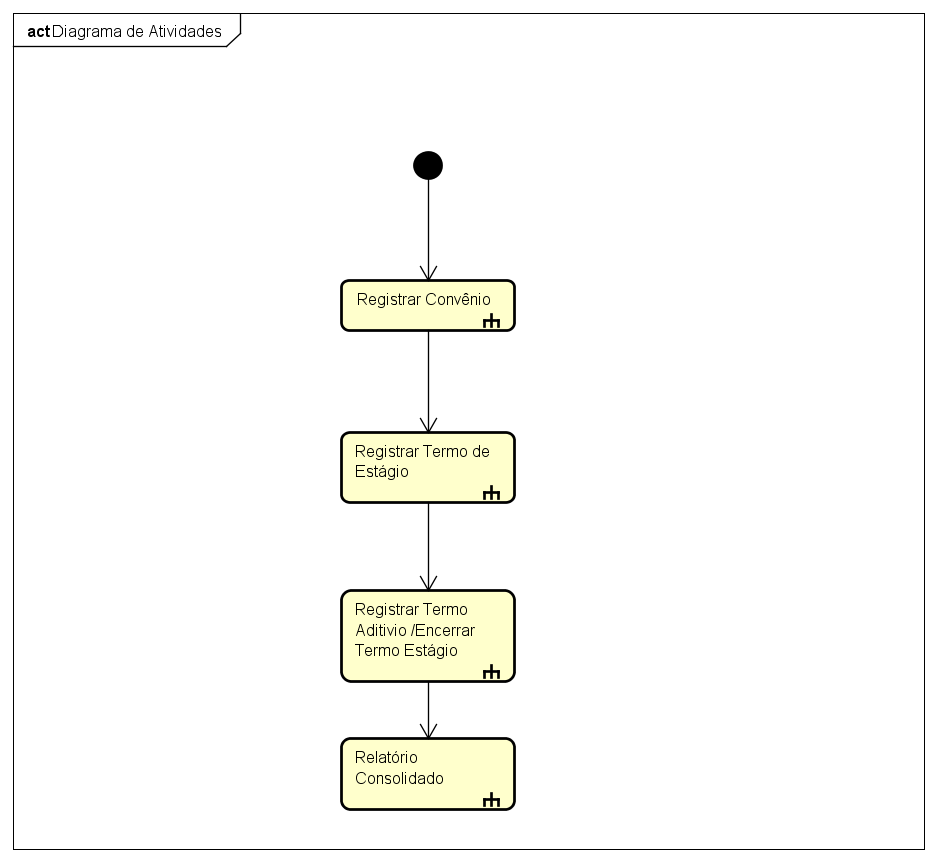 act Diagrama de Atividades
Registrar Convênio
Registrar Termo de
Estágio
Registrar Termo
Aditivio /Encerrar
Termo Estágio
Relatório
Consolidado